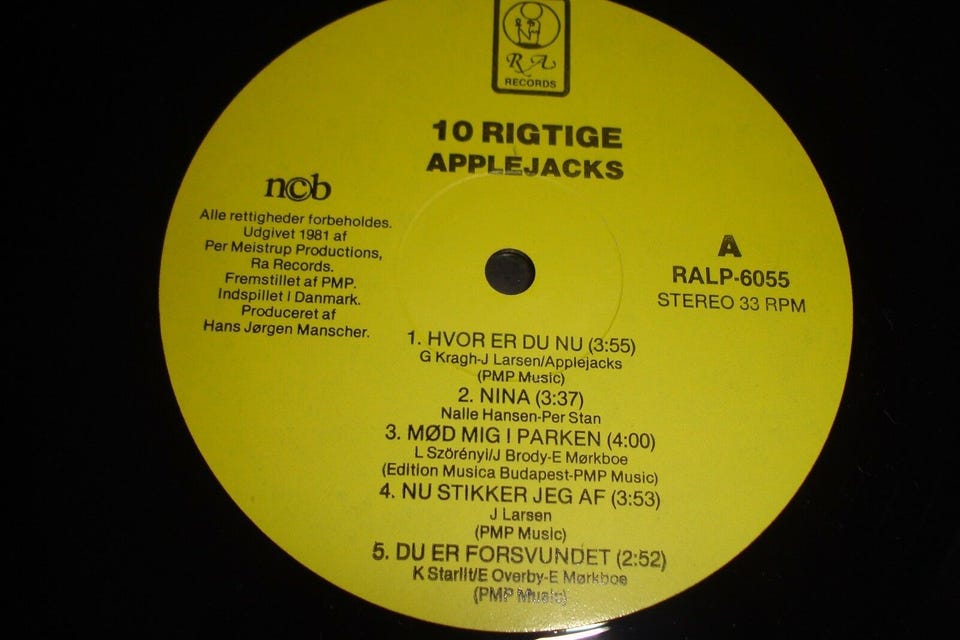 RA
RECORDS
10 RIGTIGE
APPLEJACKS
ncb
Alle rettigheder forbeholdes.
Udgivet 1981 af
Per Meistrup Productions,
Ra Records.
Fremstillet af PMP.
Indspillet i Danmark.
Produceret af
Hans Jørgen Manscher.
A
RALP-6055
STEREO 33 RPM
1. HVOR ER DU NU (3:55)
G Kragh-J Larsen/Applejacks
(PMP Music)
2. NINA (3:37)
Nalle Hansen-Per Stan
3. MØD MIG I PARKEN (4:00)
L Szörényi/J Brody-E Mørkboe
(Edition Musica Budapest-PMP Music)
4. NU STIKKER JEG AF (3:53)
J Larsen
(PMP Music)
5. DU ER FORSVUNDET (2:52)
K Starlit/E Overby-E Mørkboe
(PMP Music)